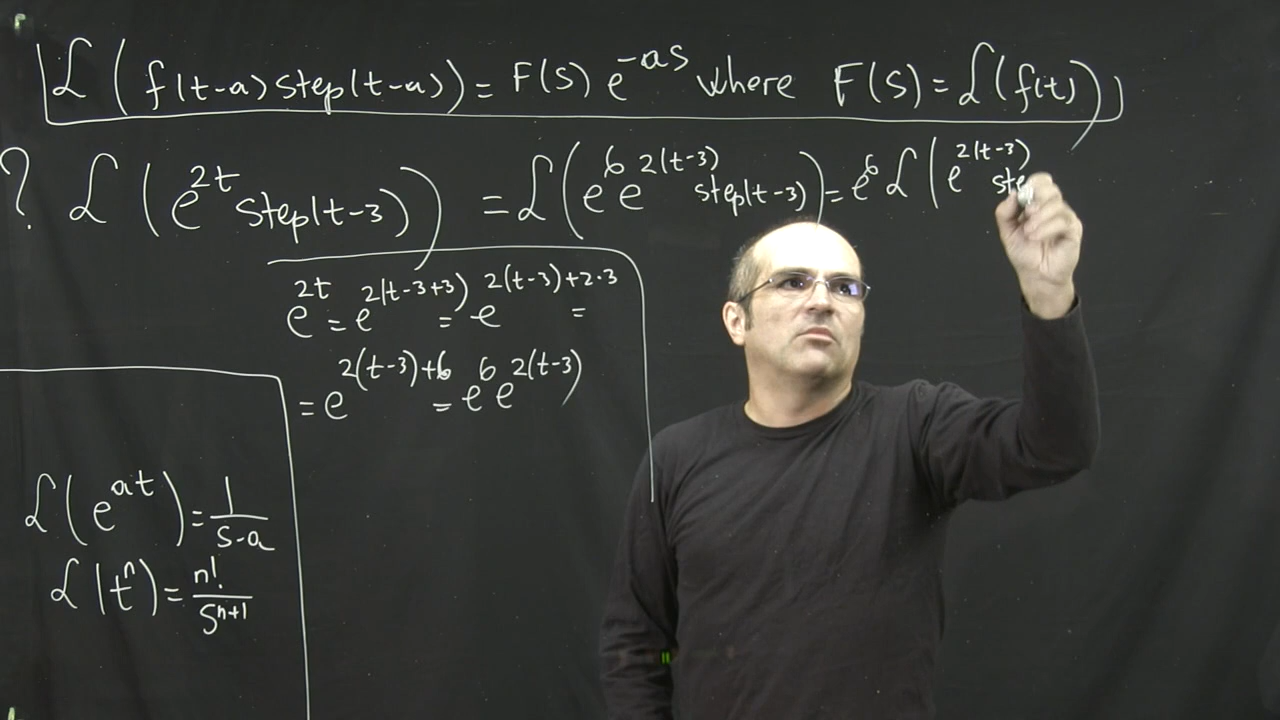 ℒ(f(t-a) step(t-a)) = F(s) e^{-as} where F(s) = ℒ(f(t))
? ℒ(e^{2t} step(t-3)) = ℒ(e^6 e^{2(t-3)} step(t-3)) = e^6 ℒ(e^{2(t-3)} ste
e^{2t} = e^{2(t-3+3)} = e^{2(t-3)+2·3} =
= e^{2(t-3)+6} = e^6 e^{2(t-3)}
ℒ(e^{at}) = 1/(s-a)
ℒ(t^n) = n!/s^{n+1}